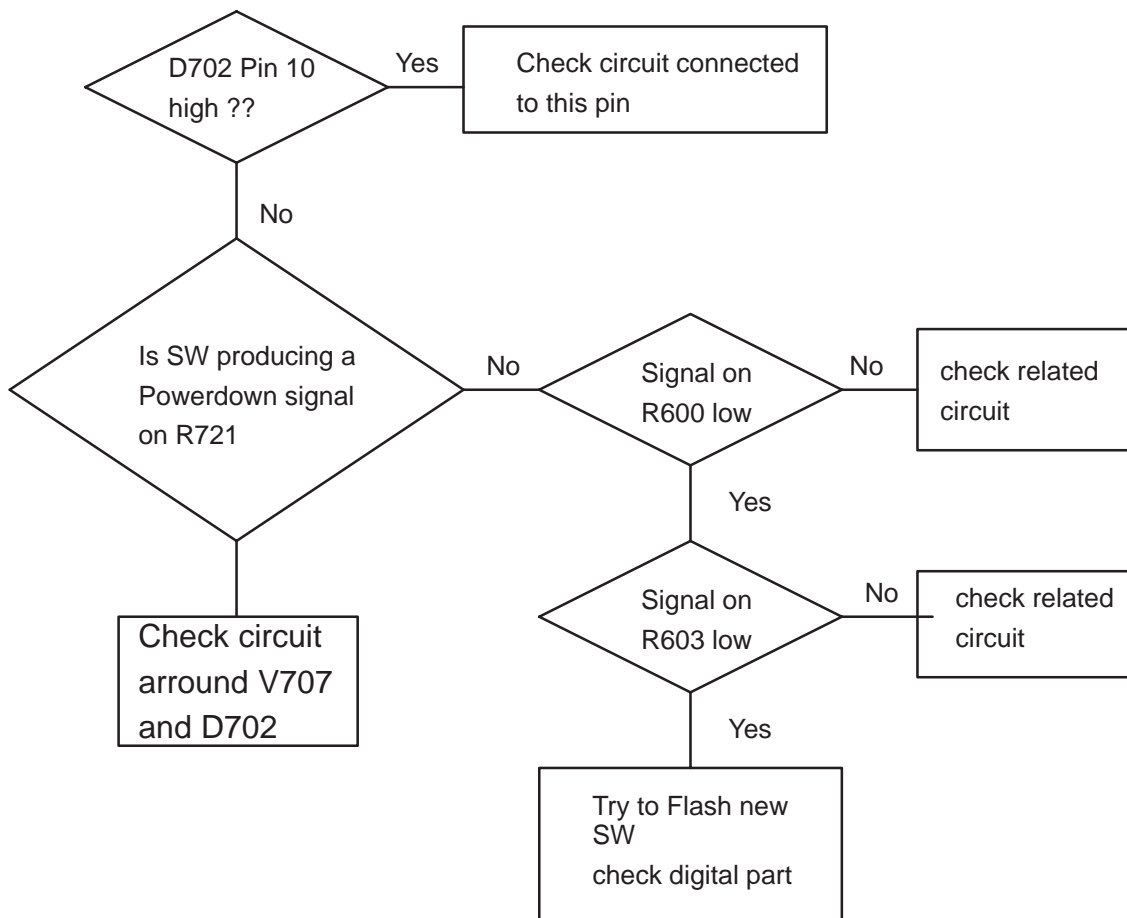 D702 Pin 10
high ??
Yes
Check circuit connected
to this pin
No
Is SW producing a
Powerdown signal
on R721
No
Signal on
R600 low
No
check related
circuit
Yes
Signal on
R603 low
No
check related
circuit
Check circuit
arround V707
and D702
Yes
Try to Flash new
SW
check digital part